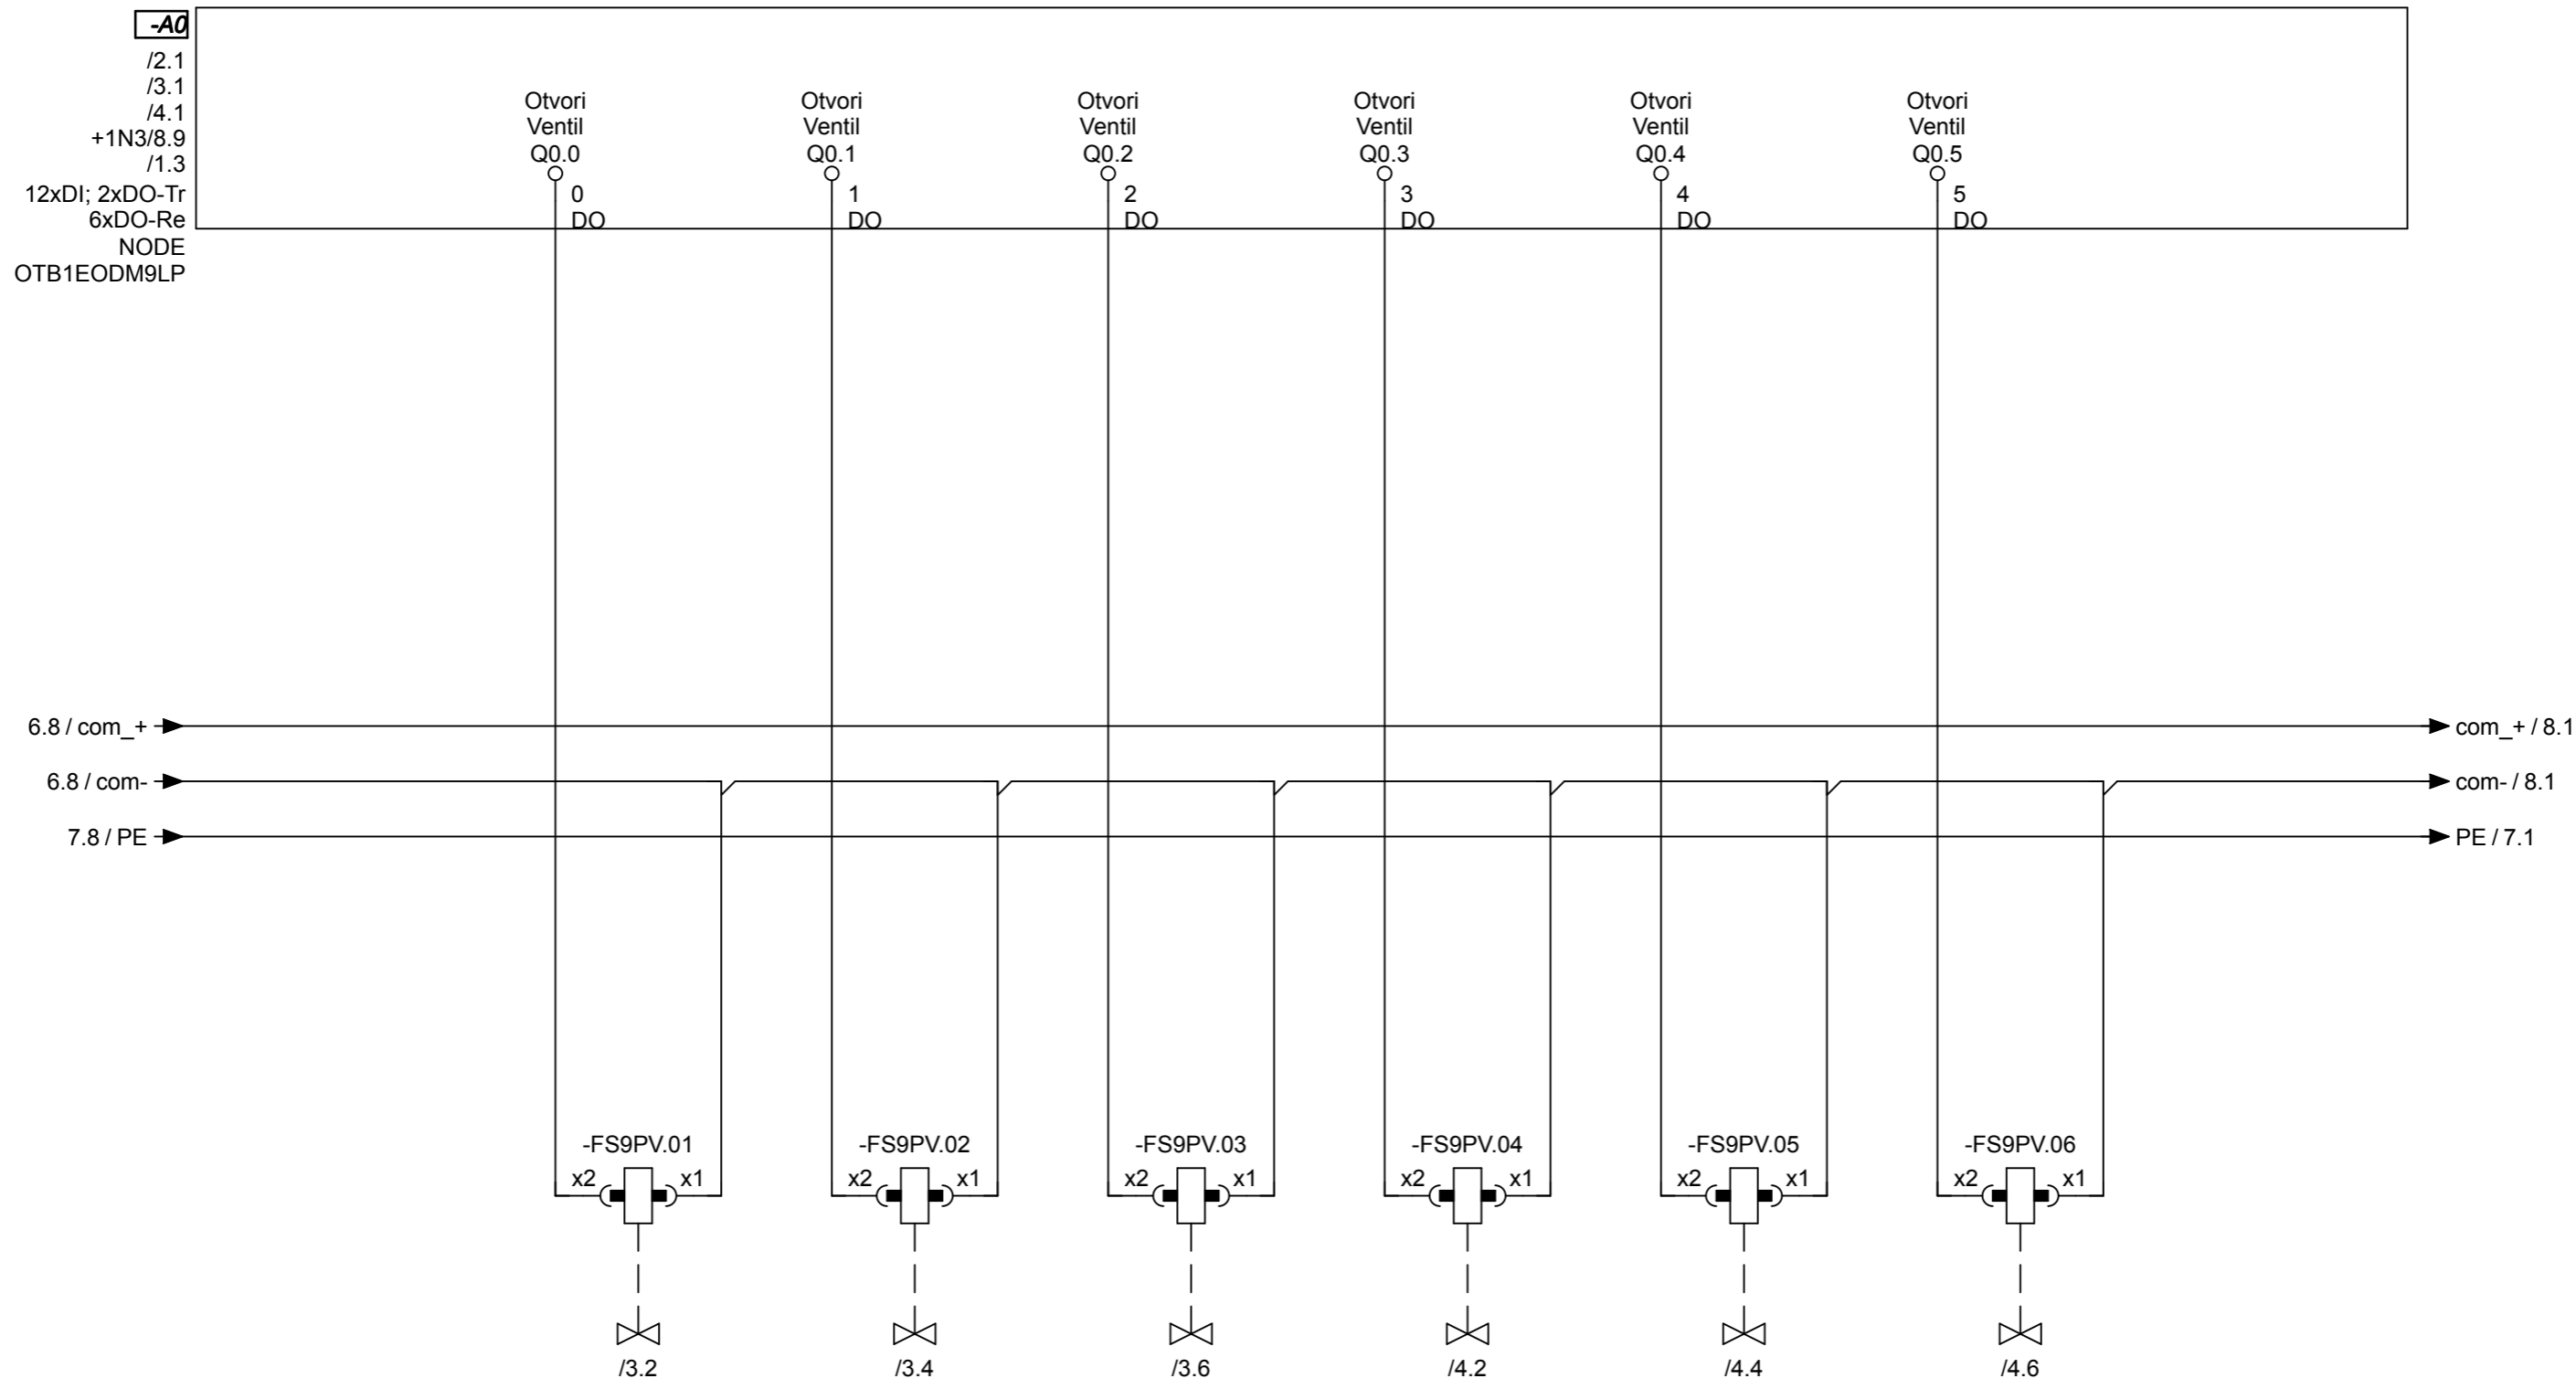 -A0
/2.1
/3.1
/4.1
+1N3/8.9
/1.3
12xDI; 2xDO-Tr
6xDO-Re
NODE
OTB1EODM9LP
Otvori
Ventil
Q0.0
0
DO
Otvori
Ventil
Q0.1
1
DO
Otvori
Ventil
Q0.2
2
DO
Otvori
Ventil
Q0.3
3
DO
Otvori
Ventil
Q0.4
4
DO
Otvori
Ventil
Q0.5
5
DO
6.8 / com_+
com_+ / 8.1
6.8 / com-
com- / 8.1
7.8 / PE
PE / 7.1
-FS9PV.01
x2 x1
/3.2
-FS9PV.02
x2 x1
/3.4
-FS9PV.03
x2 x1
/3.6
-FS9PV.04
x2 x1
/4.2
-FS9PV.05
x2 x1
/4.4
-FS9PV.06
x2 x1
/4.6